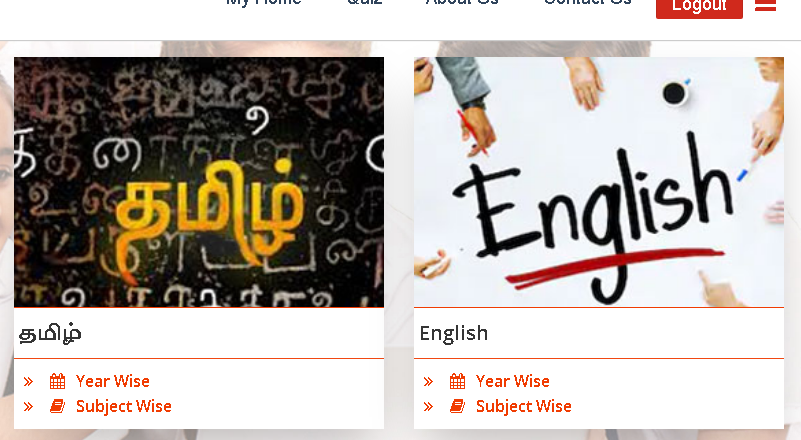 My Home Quiz About Us Contact Us Logout
தமிழ்
English
தமிழ்
English
Year Wise
Subject Wise
Year Wise
Subject Wise